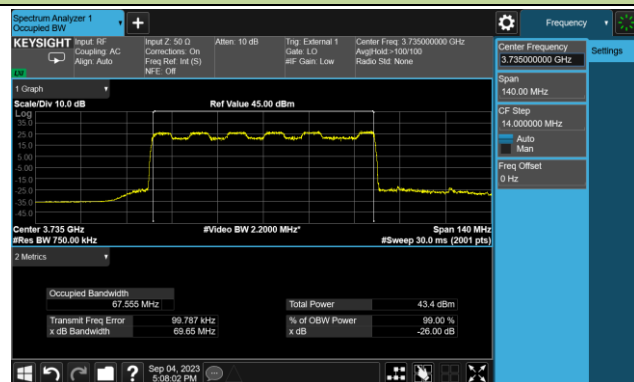 Spectrum Analyzer 1
Occupied BW
Frequency
KEYSIGHT
Input: RF
Coupling: AC
Align: Auto
Input Z: 50 Ω
Corrections: On
Freq Ref: Int (S)
NFE: Off
Atten: 10 dB
Trig: External 1
Gate: LO
#IF Gain: Low
Center Freq: 3.735000000 GHz
Avg|Hold:>100/100
Radio Std: None
Center Frequency
3.735000000 GHz
Settings
Span
140.00 MHz
CF Step
14.000000 MHz
Auto
Man
Freq Offset
0 Hz
1 Graph
Scale/Div 10.0 dB
Ref Value 45.00 dBm
Log
35.0
25.0
15.0
5.00
-5.00
-15.0
-25.0
-35.0
-45.0
Center 3.735 GHz
#Video BW 2.2000 MHz*
Span 140 MHz
#Res BW 750.00 kHz
#Sweep 30.0 ms (2001 pts)
2 Metrics
Occupied Bandwidth
67.555 MHz
Total Power
43.4 dBm
Transmit Freq Error
99.787 kHz
% of OBW Power
99.00 %
x dB Bandwidth
69.65 MHz
x dB
-26.00 dB
Sep 04, 2023
5:08:02 PM